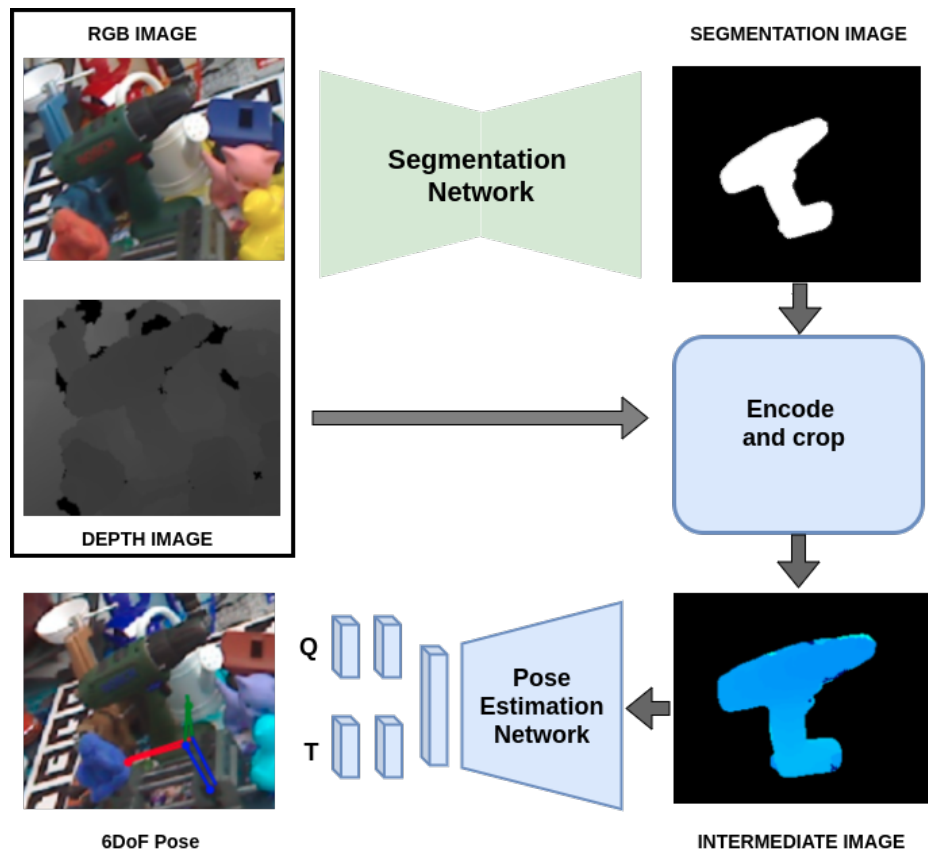 RGB IMAGE
SEGMENTATION IMAGE
Segmentation
Network
Encode
and crop
DEPTH IMAGE
Q
T
Pose
Estimation
Network
6DoF Pose
INTERMEDIATE IMAGE